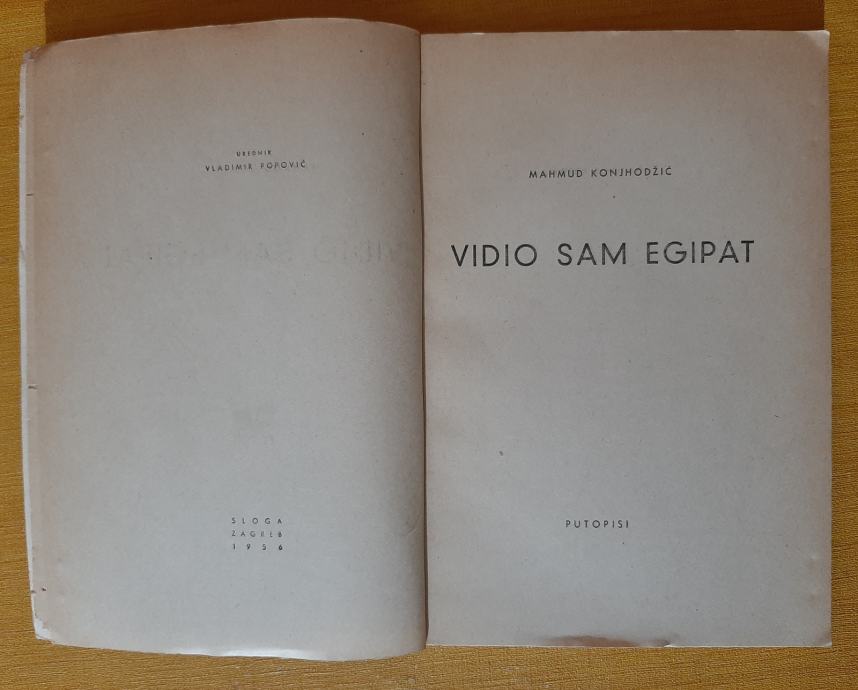 UREDNIK
VLADIMIR POPOVIĆ
SLOGA
ZAGREB
1956
MAHMUD KONJHODŽIĆ
VIDIO SAM EGIPAT
PUTOPISI